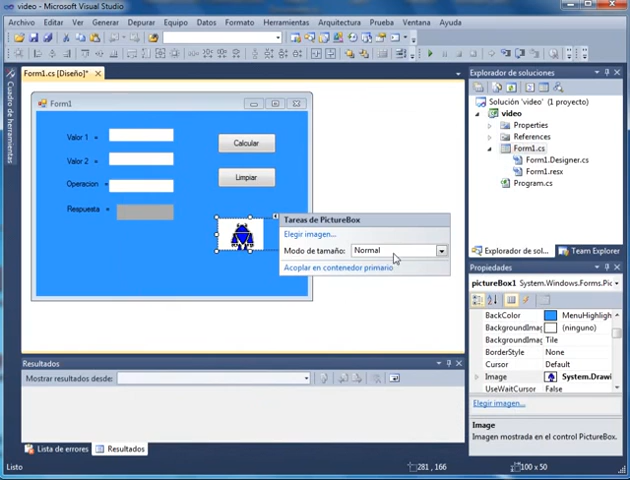 video - Microsoft Visual Studio
Archivo Editar Ver Generar Depurar Equipo Datos Formato Herramientas Arquitectura Prueba Ventana Ayuda
Form1.cs [Diseño]*
Cuadro de herramientas
Form1
Valor 1 =
Valor 2 =
Operacion =
Respuesta =
Calcular
Limpiar
Tareas de PictureBox
Elegir imagen...
Modo de tamaño: Normal
Acoplar en contenedor primario
Explorador de soluciones
Solución 'video' (1 proyecto)
video
Properties
References
Form1.cs
Form1.Designer.cs
Form1.resx
Program.cs
Explorador de sol... Team Explorer
Propiedades
pictureBox1 System.Windows.Forms.Pic
BackColor MenuHighligh
BackgroundImag (ninguno)
BackgroundImag Tile
BorderStyle None
Cursor Default
Image System.Drawi
UseWaitCursor False
Elegir imagen...
Image
Imagen mostrada en el control PictureBox.
Resultados
Mostrar resultados desde:
Lista de errores Resultados
Listo 281 , 166 100 x 50